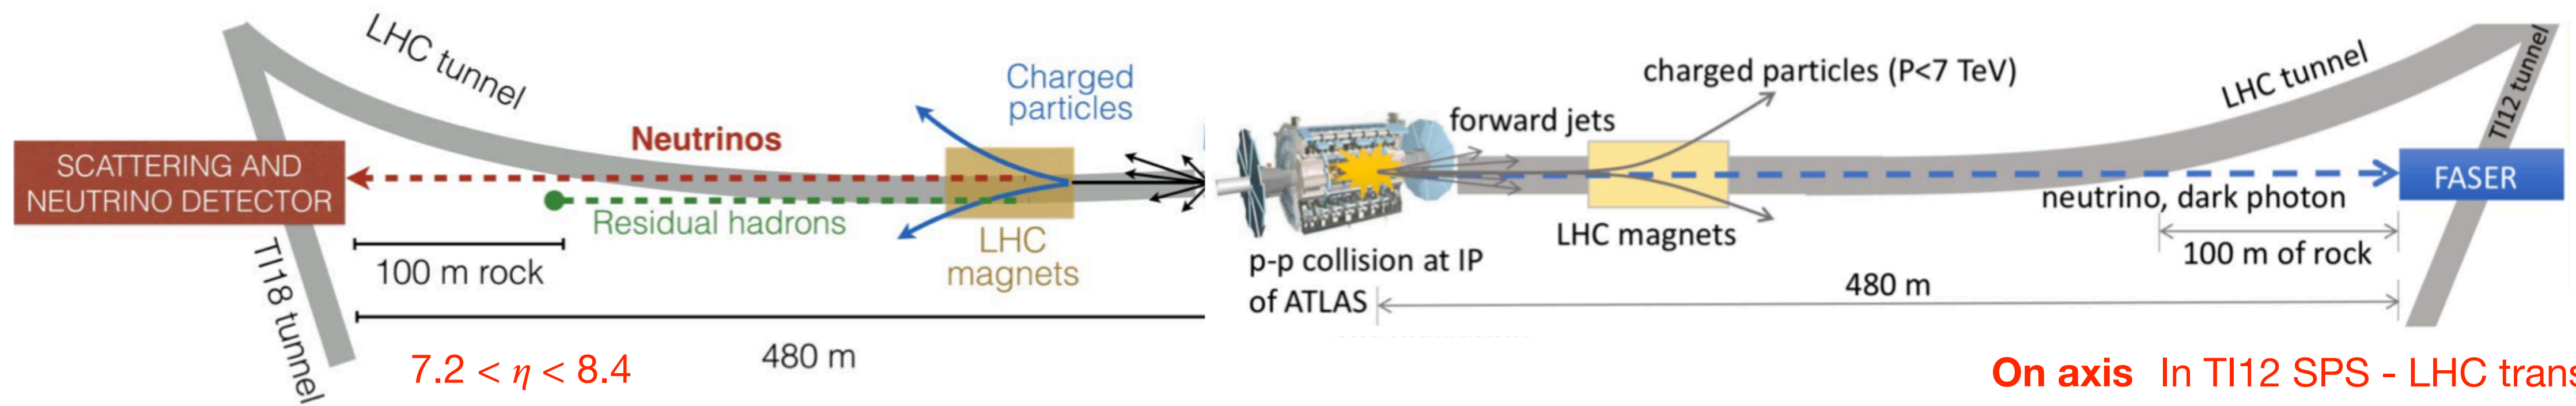 LHC tunnel
Charged
particles
Neutrinos
SCATTERING AND
NEUTRINO DETECTOR
Residual hadrons
LHC
magnets
100 m rock
TI18 tunnel
480 m
7.2 < η < 8.4
charged particles (P<7 TeV)
forward jets
LHC tunnel
TI12 tunnel
FASER
neutrino, dark photon
LHC magnets
100 m of rock
p-p collision at IP
of ATLAS
480 m
On axis In TI12 SPS - LHC trans